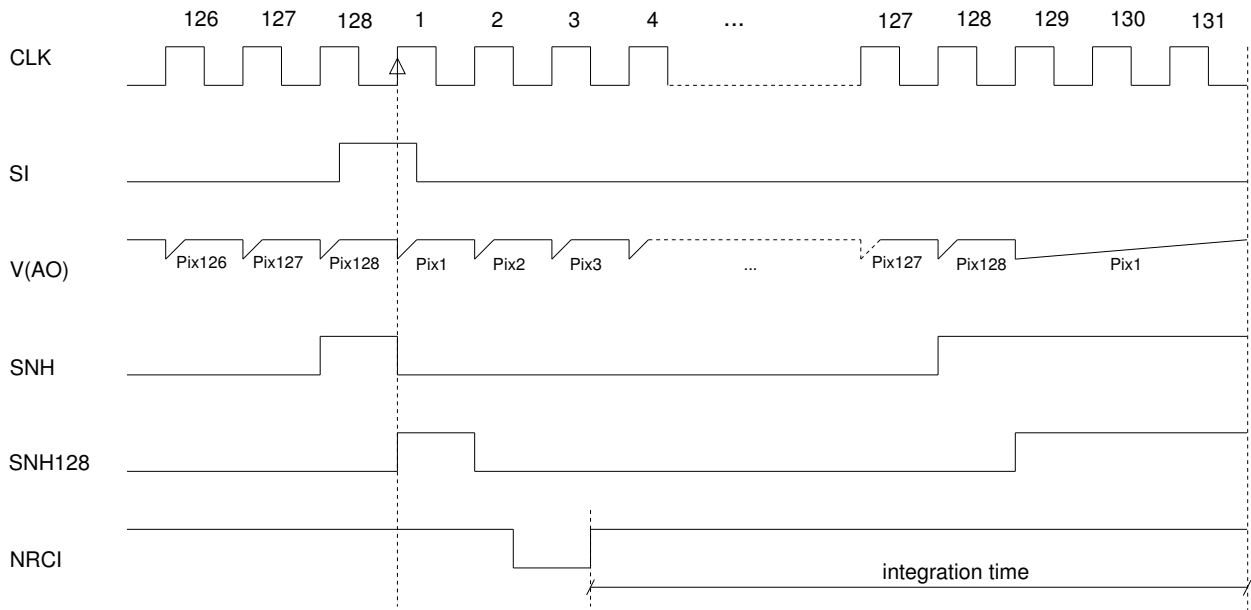 126 127 128 1 2 3 4 ... 127 128 129 130 131
CLK
SI
V(AO)
Pix126 Pix127 Pix128 Pix1 Pix2 Pix3 ... Pix127 Pix128 Pix1
SNH
SNH128
NRCI
integration time